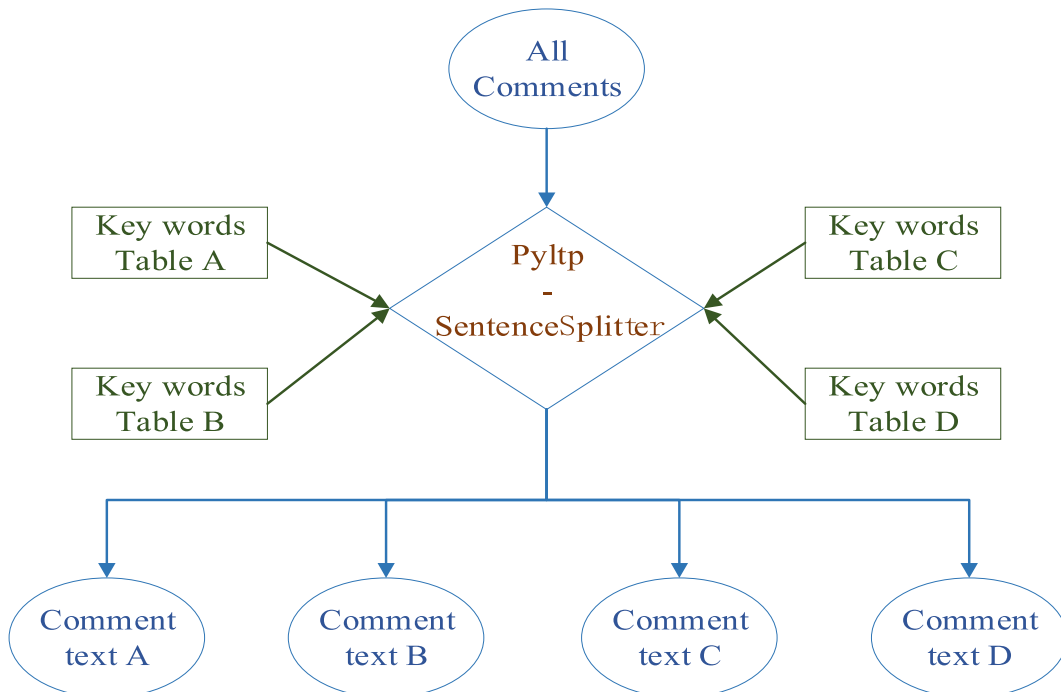 All
Comments
Key words
Table A
Pyltp
-
SentenceSplitter
Key words
Table C
Key words
Table B
Key words
Table D
Comment
text A
Comment
text B
Comment
text C
Comment
text D